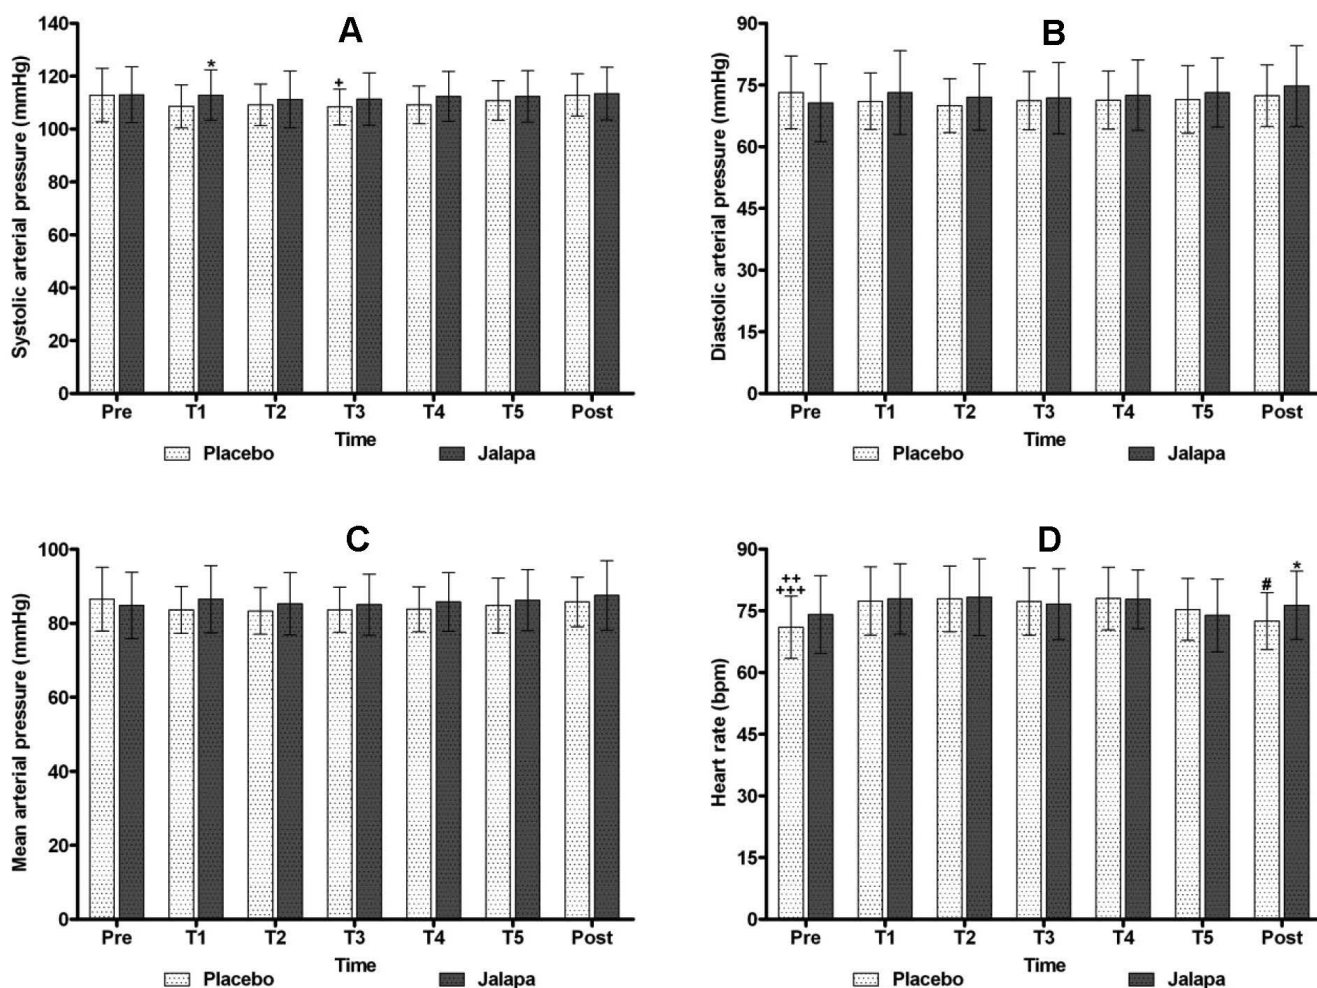 A
Systolic arterial pressure (mmHg)
140
120
100
80
60
40
20
0
*
+
Pre T1 T2 T3 T4 T5 Post
Time
Placebo Jalapa
B
Diastolic arterial pressure (mmHg)
90
75
60
45
30
15
0
Pre T1 T2 T3 T4 T5 Post
Time
Placebo Jalapa
C
Mean arterial pressure (mmHg)
100
80
60
40
20
0
Pre T1 T2 T3 T4 T5 Post
Time
Placebo Jalapa
D
Heart rate (bpm)
90
75
60
45
30
15
0
++
+++
#
*
Pre T1 T2 T3 T4 T5 Post
Time
Placebo Jalapa